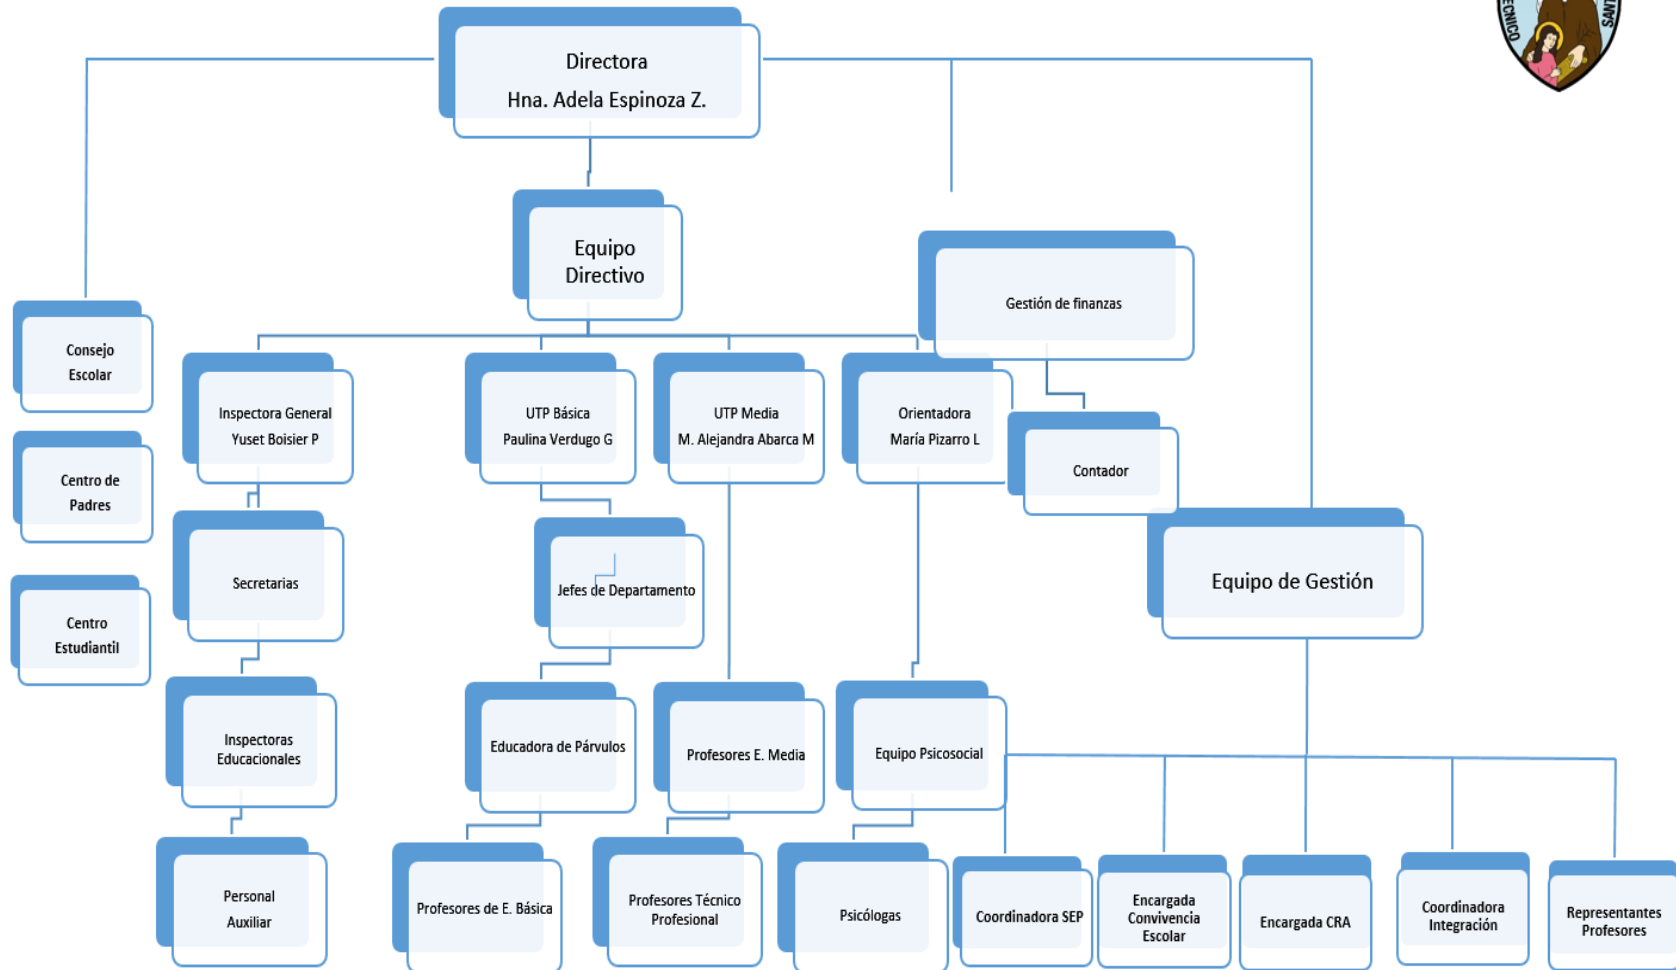 ECNICO
SANT
Directora
Hna. Adela Espinoza Z.
Equipo
Directivo
Gestión de finanzas
Consejo
Escolar
Inspectora General
Yuset Boisier P
UTP Básica
Paulina Verdugo G
UTP Media
M. Alejandra Abarca M
Orientadora
María Pizarro L
Contador
Centro de
Padres
Secretarias
Jefes de Departamento
Equipo de Gestión
Centro
Estudiantil
Inspectoras
Educacionales
Educadora de Párvulos
Profesores E. Media
Equipo Psicosocial
Personal
Auxiliar
Profesores de E. Básica
Profesores Técnico
Profesional
Psicólogas
Coordinadora SEP
Encargada
Convivencia
Escolar
Encargada CRA
Coordinadora
Integración
Representantes
Profesores